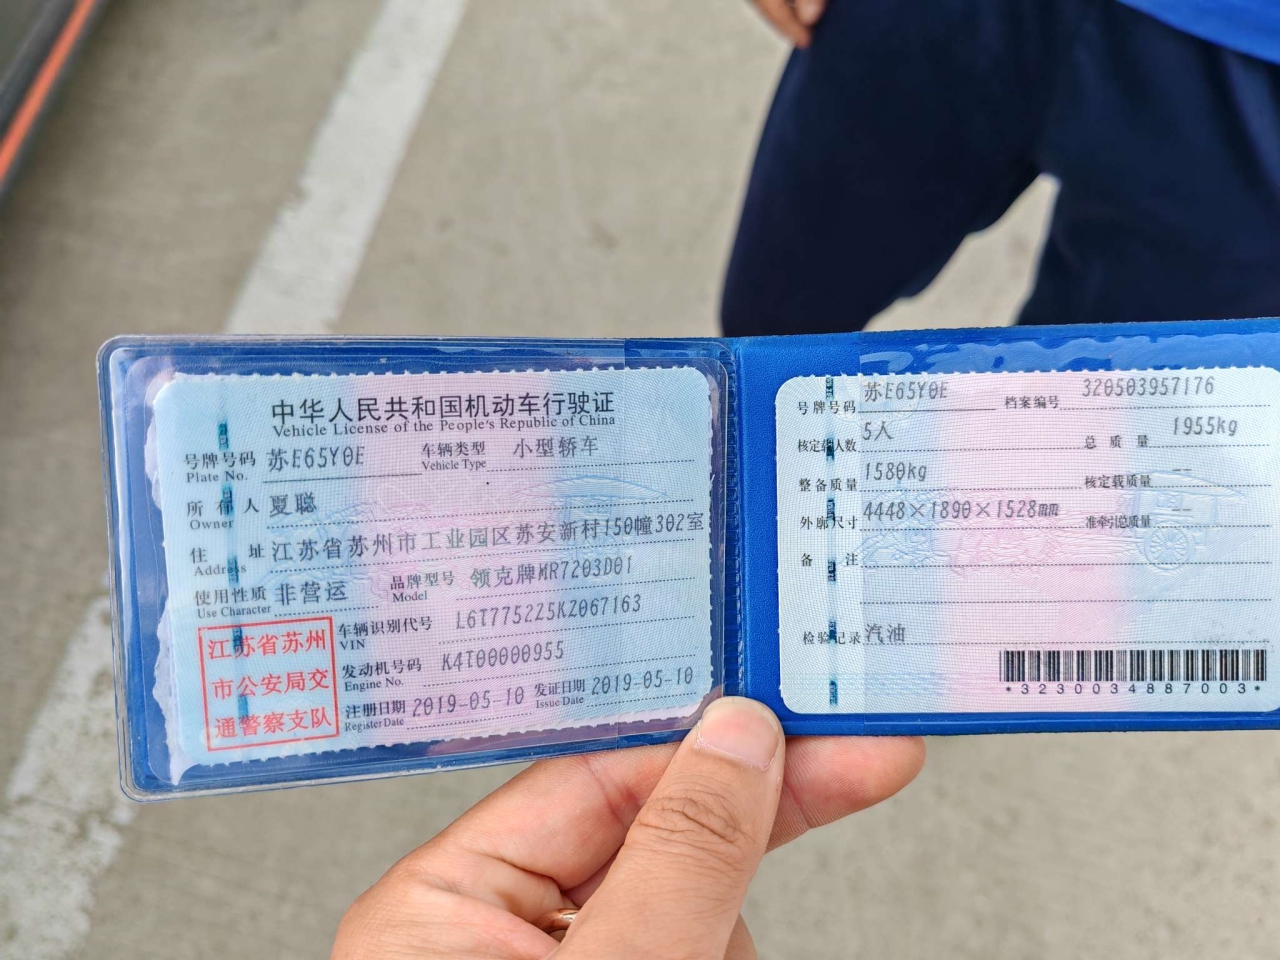 中华人民共和国机动车行驶证
Vehicle License of the People's Republic of China
号牌号码 苏E65Y0E 车辆类型 小型轿车
Plate No. Vehicle Type
所有人 夏聪
Owner
住址 江苏省苏州市工业园区苏安新村150幢302室
Address
使用性质 非营运 品牌型号 领克牌MR7203D01
Use Character Model
江苏省苏州
市公安局交
通警察支队
车辆识别代号 L6T7752Z5KZ067163
VIN
发动机号码 K4T00000955
Engine No.
注册日期 2019-05-10 发证日期 2019-05-10
Register Date Issue Date
号牌号码 苏E65Y0E 档案编号 320503957176
核定载人数 5人 总质量 1955kg
整备质量 1580kg 核定载质量 --
外廓尺寸 4448×1890×1528mm 准牵引总质量 --
备注
检验记录 汽油
*3230034887003*